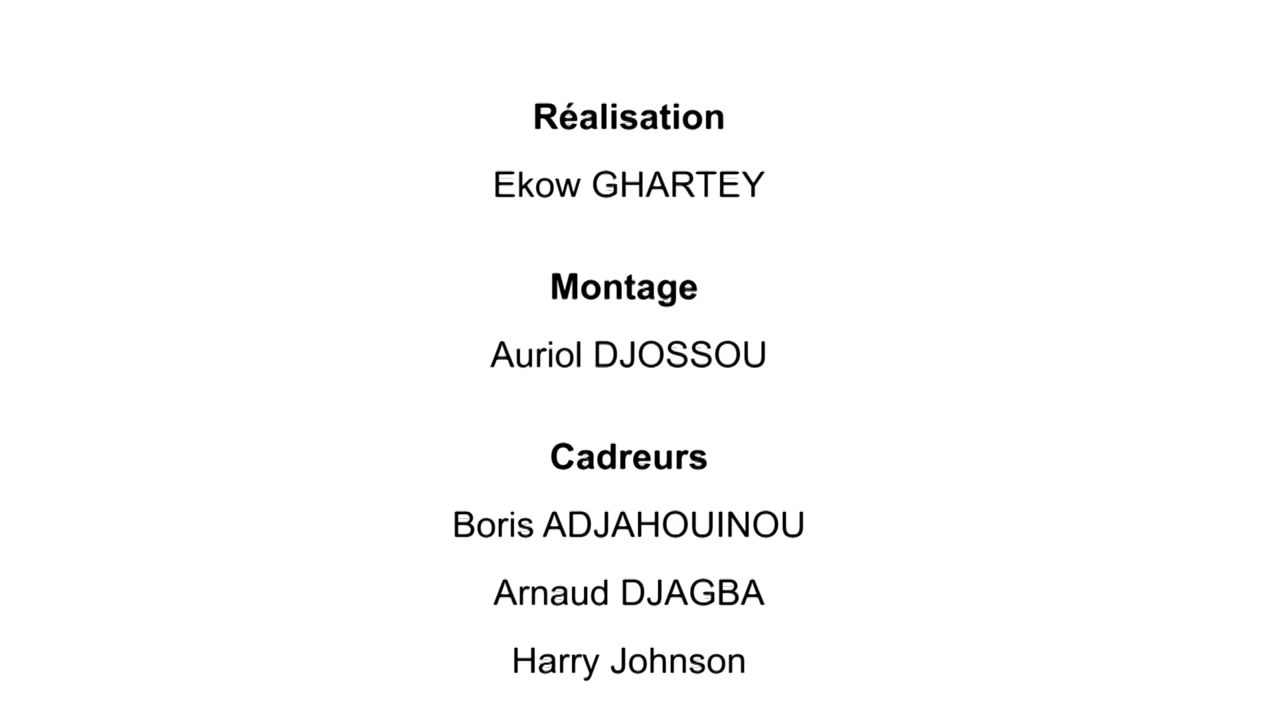 Réalisation
Ekow GHARTEY
Montage
Auriol DJOSSOU
Cadreurs
Boris ADJAHOUINOU
Arnaud DJAGBA
Harry Johnson